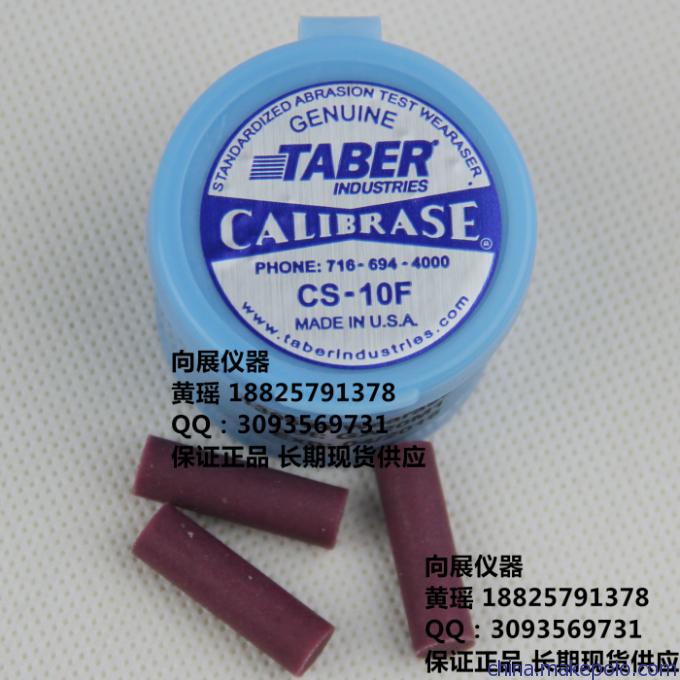 STANDARDIZED ABRASION TEST WEARASER
GENUINE
TABER®
INDUSTRIES
CALIBRASE®
PHONE: 716-694-4000
CS-10F
MADE IN U.S.A.
www.taberindustries.com
向展仪器
黄瑶 18825791378
QQ：3093569731
保证正品 长期现货供应
向展仪器
黄瑶 18825791378
QQ：3093569731
保证正品 长期现货供应
china.makepolo.com